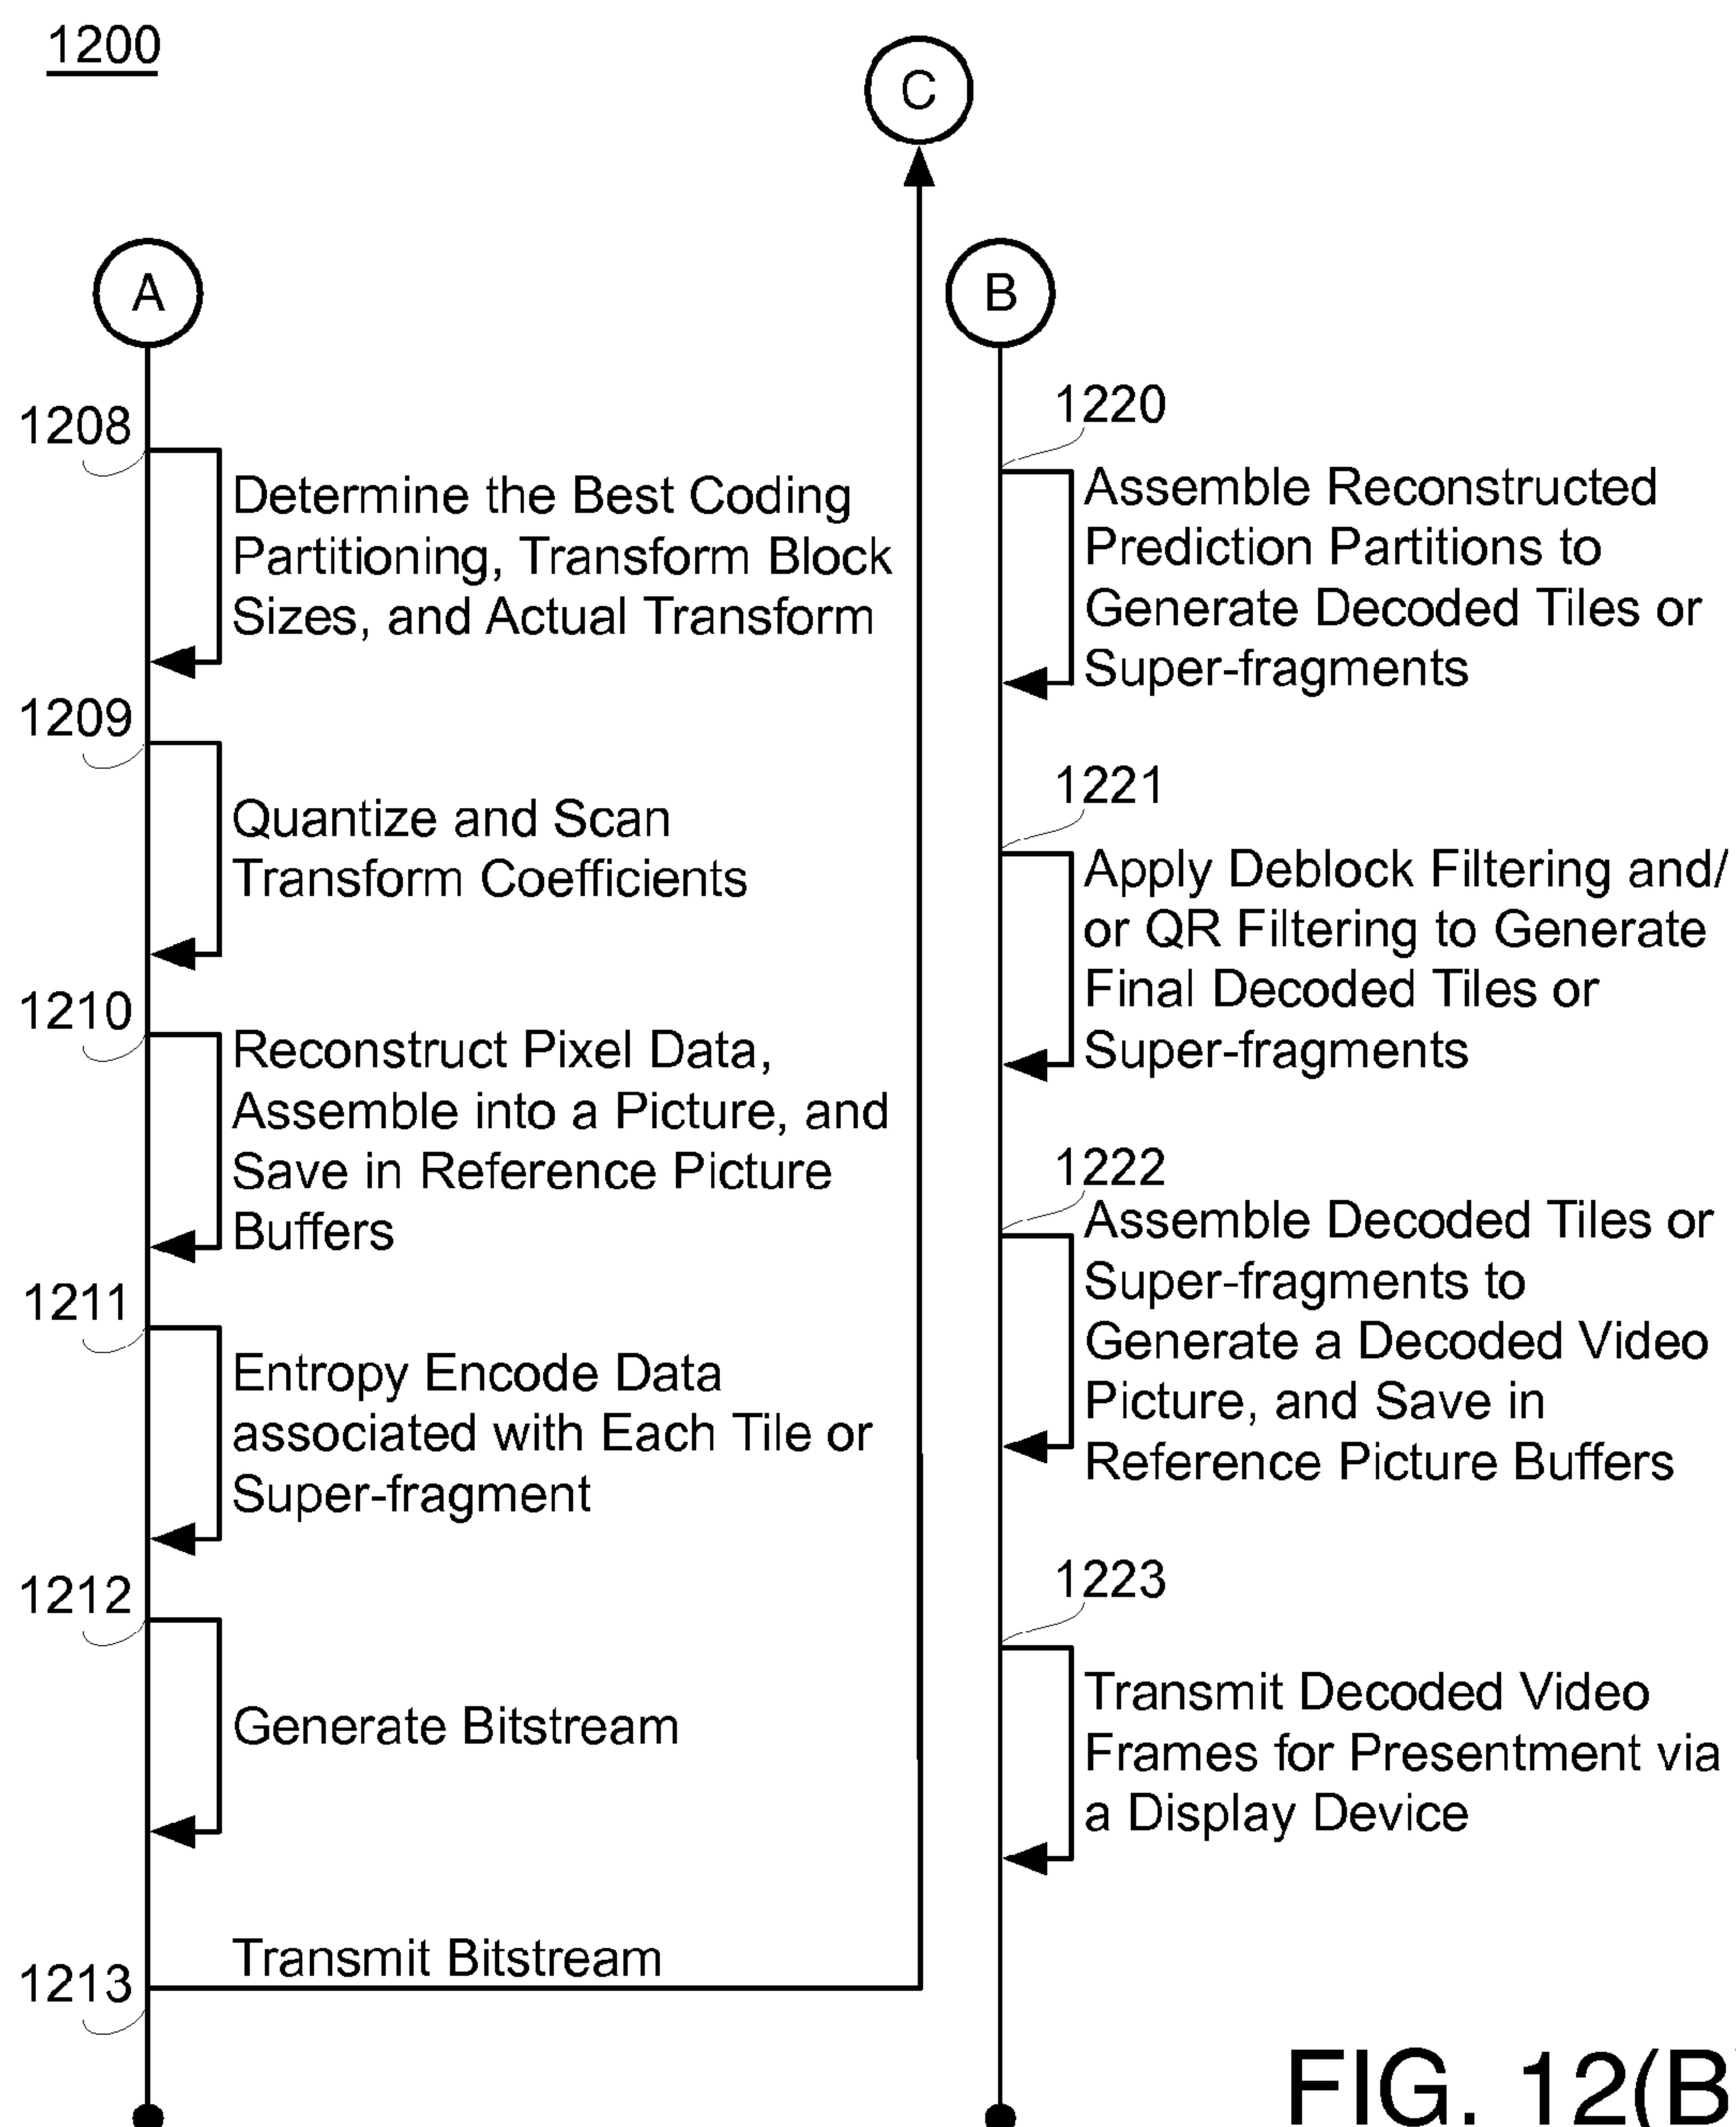 1200
C
A
B
1208
Determine the Best Coding
Partitioning, Transform Block
Sizes, and Actual Transform
1209
Quantize and Scan
Transform Coefficients
1210
Reconstruct Pixel Data,
Assemble into a Picture, and
Save in Reference Picture
Buffers
1211
Entropy Encode Data
associated with Each Tile or
Super-fragment
1212
Generate Bitstream
Transmit Bitstream
1213
1220
Assemble Reconstructed
Prediction Partitions to
Generate Decoded Tiles or
Super-fragments
1221
Apply Deblock Filtering and/
or QR Filtering to Generate
Final Decoded Tiles or
Super-fragments
1222
Assemble Decoded Tiles or
Super-fragments to
Generate a Decoded Video
Picture, and Save in
Reference Picture Buffers
1223
Transmit Decoded Video
Frames for Presentment via
a Display Device
FIG. 12(B)